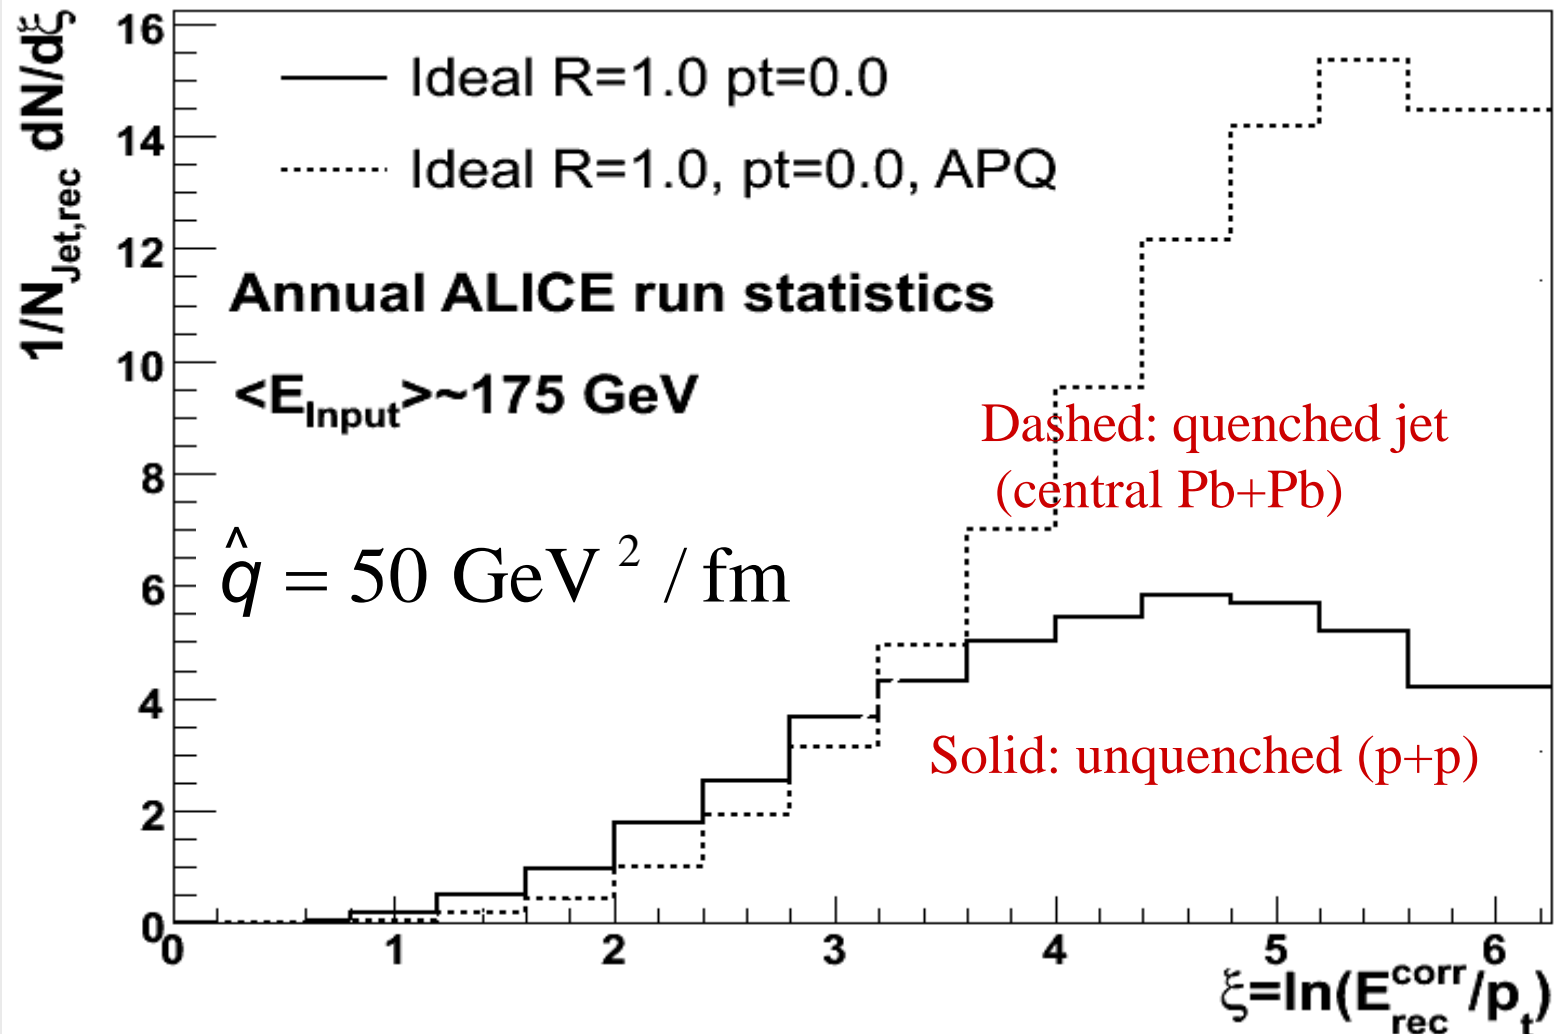 1/N_Jet,rec dN/dξ
16
14
12
10
8
6
4
2
0
Ideal R=1.0 pt=0.0
Ideal R=1.0, pt=0.0, APQ
Annual ALICE run statistics
<E_Input>~175 GeV
q̂ = 50 GeV ² / fm
Dashed: quenched jet
(central Pb+Pb)
Solid: unquenched (p+p)
0 1 2 3 4 5 6
ξ=ln(E_rec^corr/p_t)